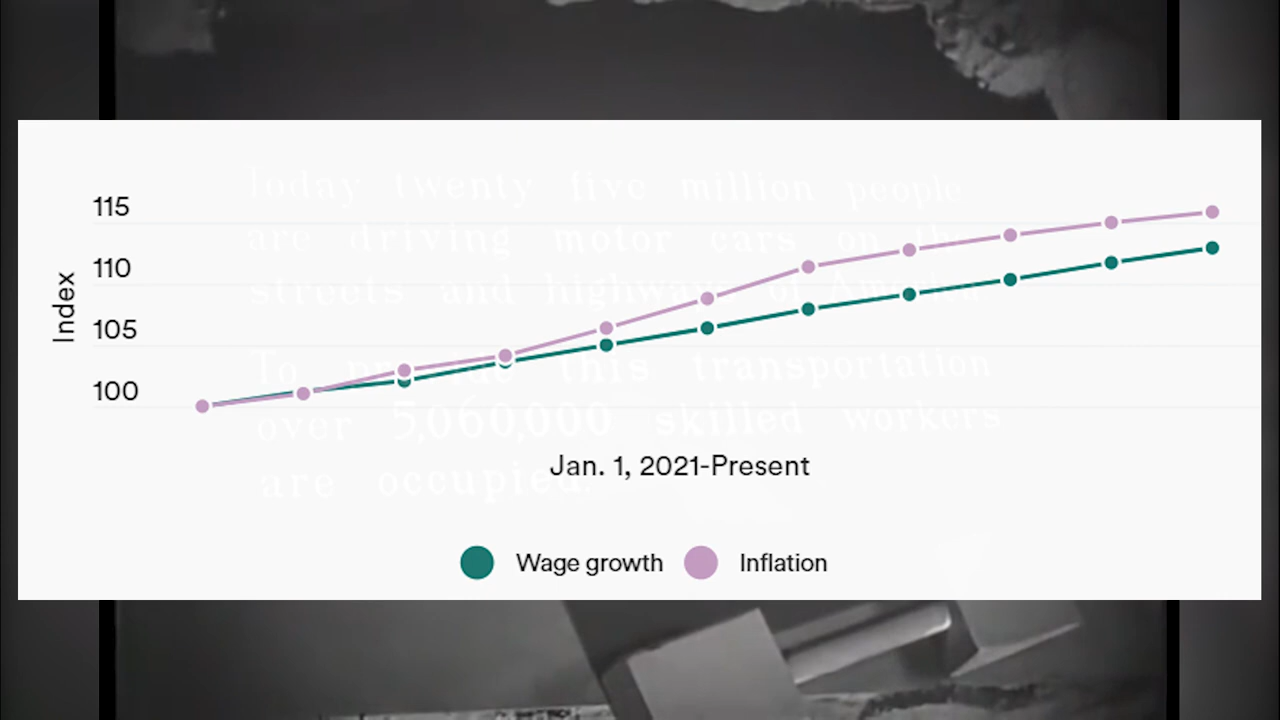 Today twenty five million people
115
are driving motor cars on the
110
streets and highways of America
Index
105
To provide this transportation
100
over 5,060,000 skilled workers
Jan. 1, 2021-Present
are occupied.
Wage growth
Inflation